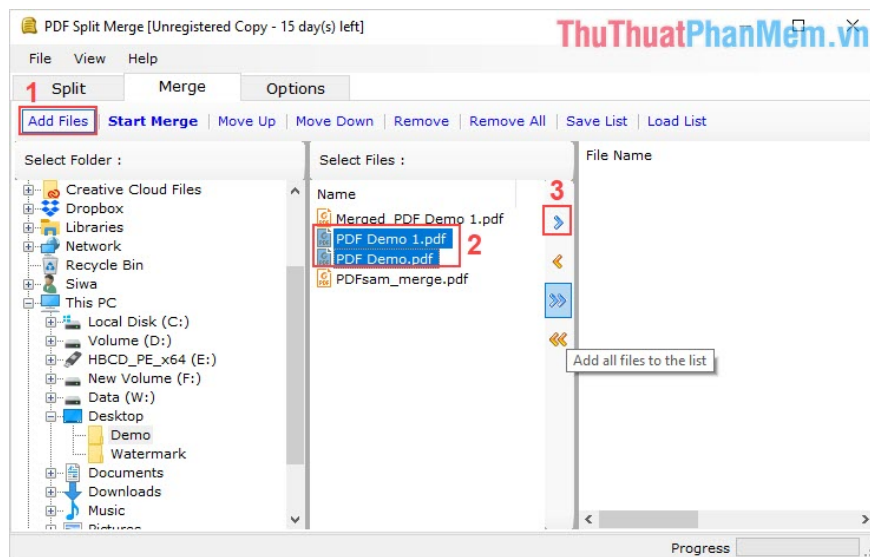 PDF Split Merge [Unregistered Copy - 15 day(s) left]
ThuThuatPhanMem.vn
File View Help
1
Split Merge Options
Add Files Start Merge Move Up Move Down Remove Remove All Save List Load List
Select Folder :
Creative Cloud Files
Dropbox
Libraries
Network
Recycle Bin
Siwa
This PC
Local Disk (C:)
Volume (D:)
HBCD_PE_x64 (E:)
New Volume (F:)
Data (W:)
Desktop
Demo
Watermark
Documents
Downloads
Music
Pictures
Select Files :
Name
Merged_PDF Demo 1.pdf
PDF Demo 1.pdf
PDF Demo.pdf
2
PDFsam_merge.pdf
3
Add all files to the list
File Name
Progress